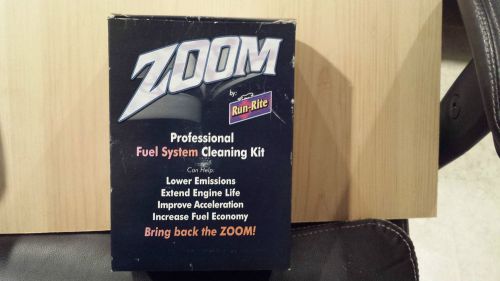 ZOOM
by:
Run-Rite
Professional
Fuel System Cleaning Kit
Can Help:
Lower Emissions
Extend Engine Life
Improve Acceleration
Increase Fuel Economy
Bring back the ZOOM!